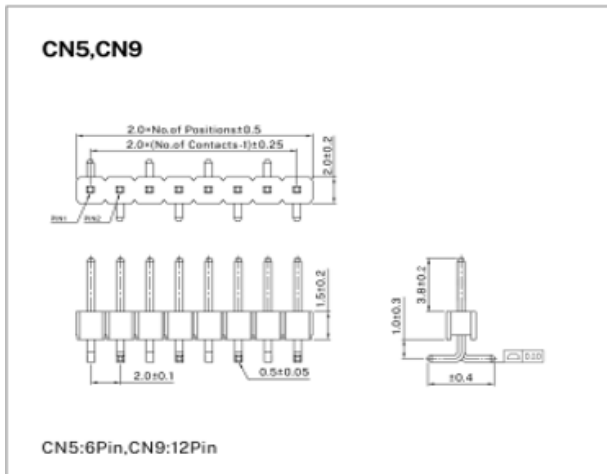 CN5,CN9
2.0*No.of Positions±0.5
2.0*(No.of Contacts-1)±0.25
2.0±0.2
PIN1 PIN2
1.5±0.2
3.8±0.2
1.0±0.3
2.0±0.1
0.5±0.05
±0.4
0.10
CN5:6Pin,CN9:12Pin